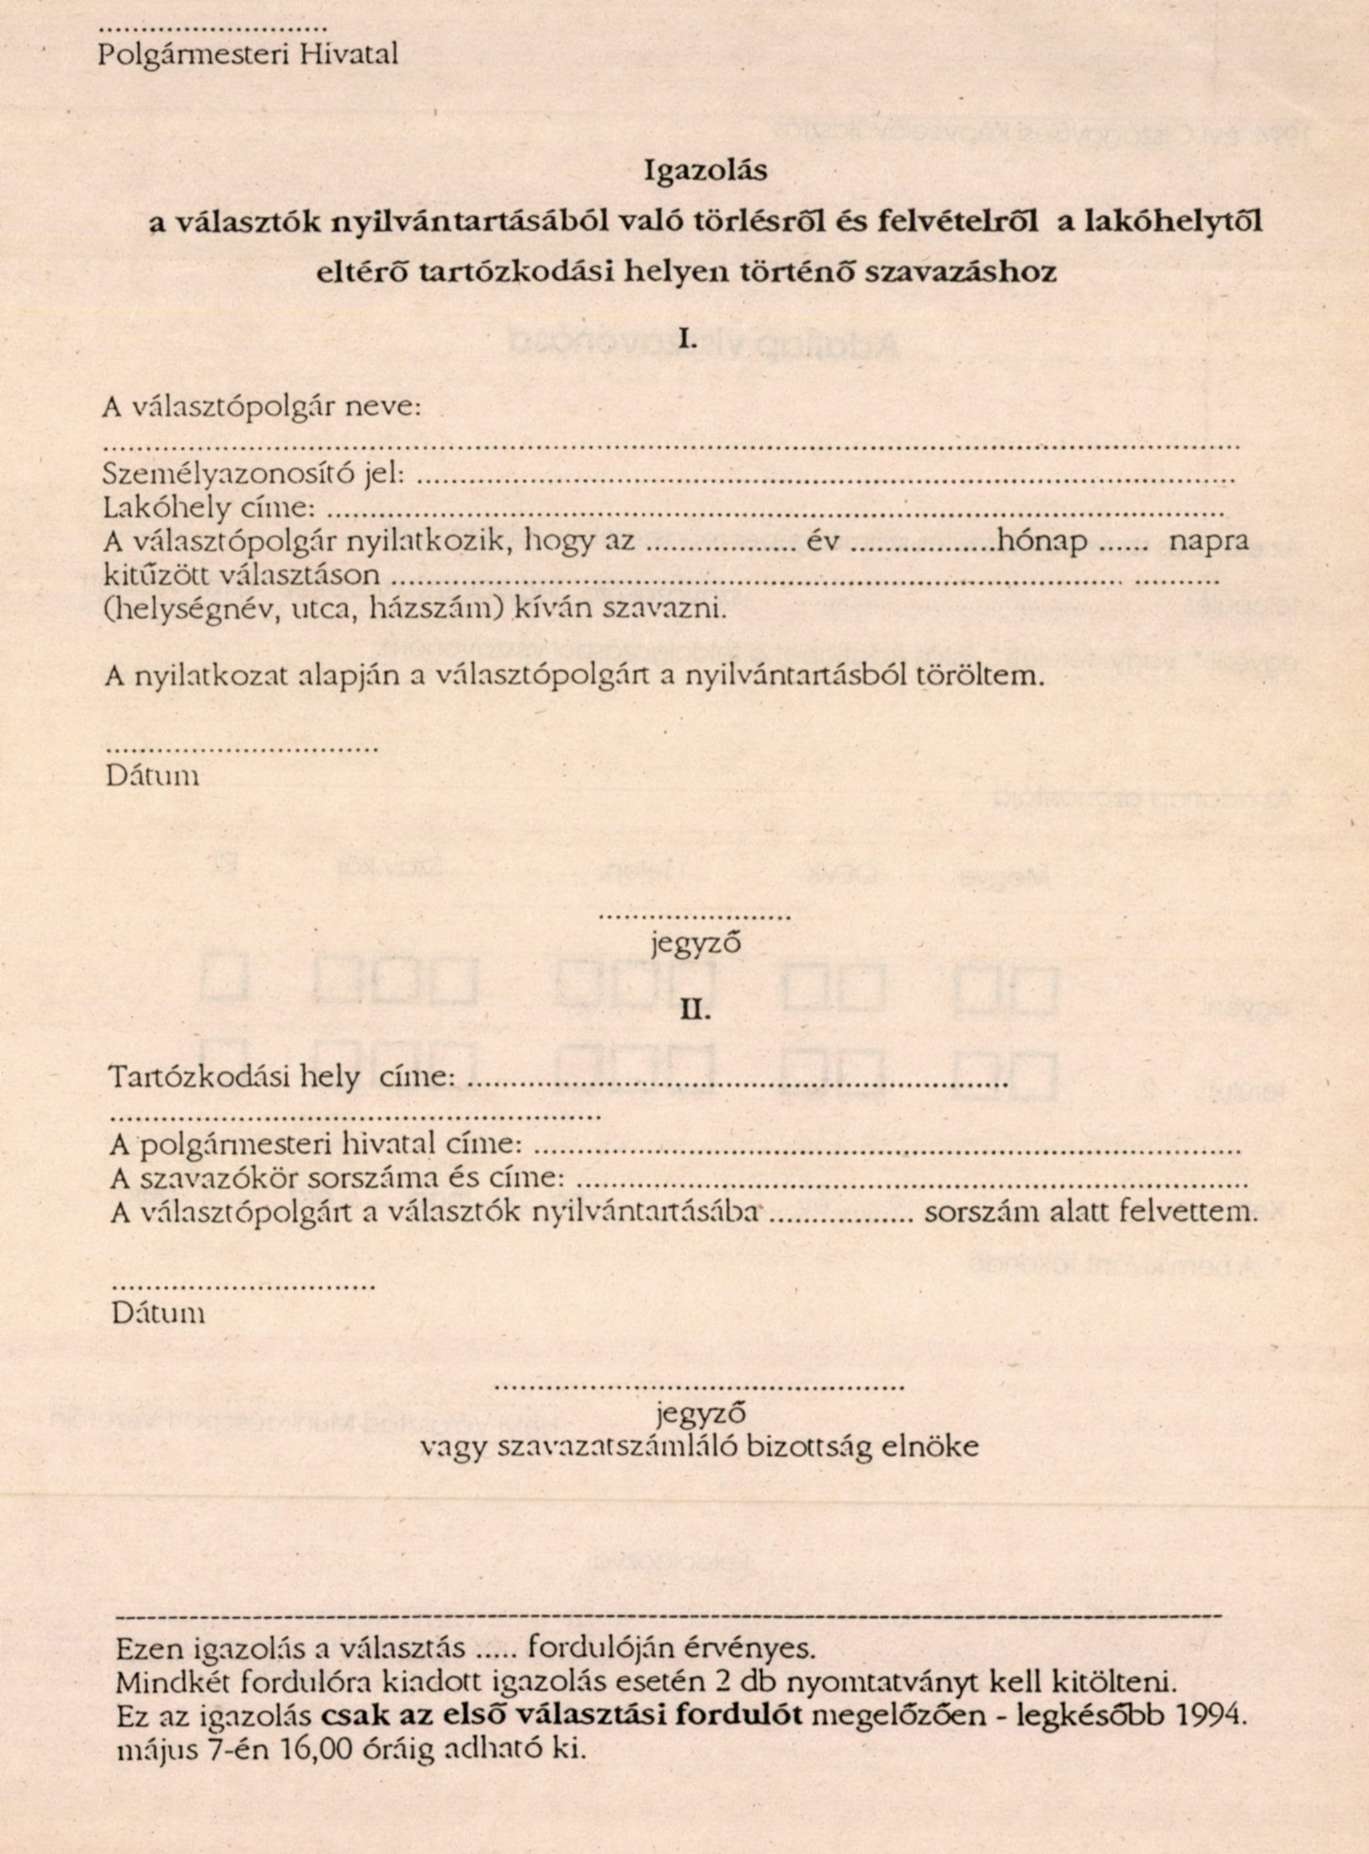 ...........................
Polgármesteri Hivatal
Igazolás
a választók nyilvántartásából való törlésről és felvételről a lakóhelytől
eltérő tartózkodási helyen történő szavazáshoz
I.
A választópolgár neve:
................................................................................................................................
Személyazonosító jel: ............................................................................................
Lakóhely címe: .....................................................................................................
A választópolgár nyilatkozik, hogy az ................. év .................hónap ...... napra
kitűzött választáson .................................................................................. ..........
(helységnév, utca, házszám) kíván szavazni.
A nyilatkozat alapján a választópolgárt a nyilvántartásból töröltem.
................................
Dátum
.......................
jegyző
II.
Tartózkodási hely címe: .............................................................
..........................................................
A polgármesteri hivatal címe: ................................................................................
A szavazókör sorszáma és címe: ...........................................................................
A választópolgárt a választók nyilvántartásába ................. sorszám alatt felvettem.
...............................
Dátum
................................................
jegyző
vagy szavazatszámláló bizottság elnöke
------------------------------------------------------------------------------------------------------------
Ezen igazolás a választás ..... fordulóján érvényes.
Mindkét fordulóra kiadott igazolás esetén 2 db nyomtatványt kell kitölteni.
Ez az igazolás csak az első választási fordulót megelőzően - legkésőbb 1994.
május 7-én 16,00 óráig adható ki.